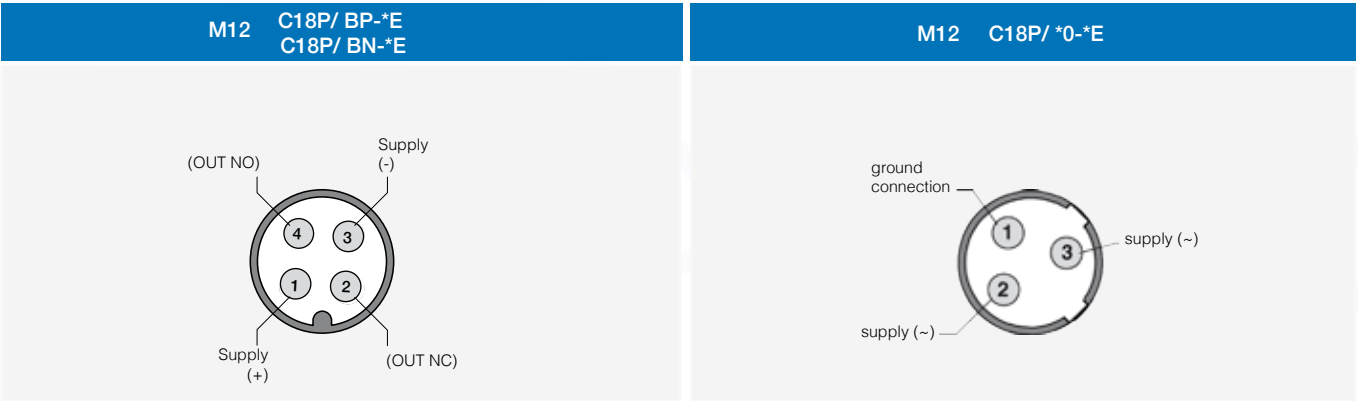 M12 C18P/ BP-*E
C18P/ BN-*E
(OUT NO)
Supply
(-)
4
3
1
2
Supply
(+)
(OUT NC)
M12 C18P/ *0-*E
ground
connection
1
3
supply (~)
2
supply (~)